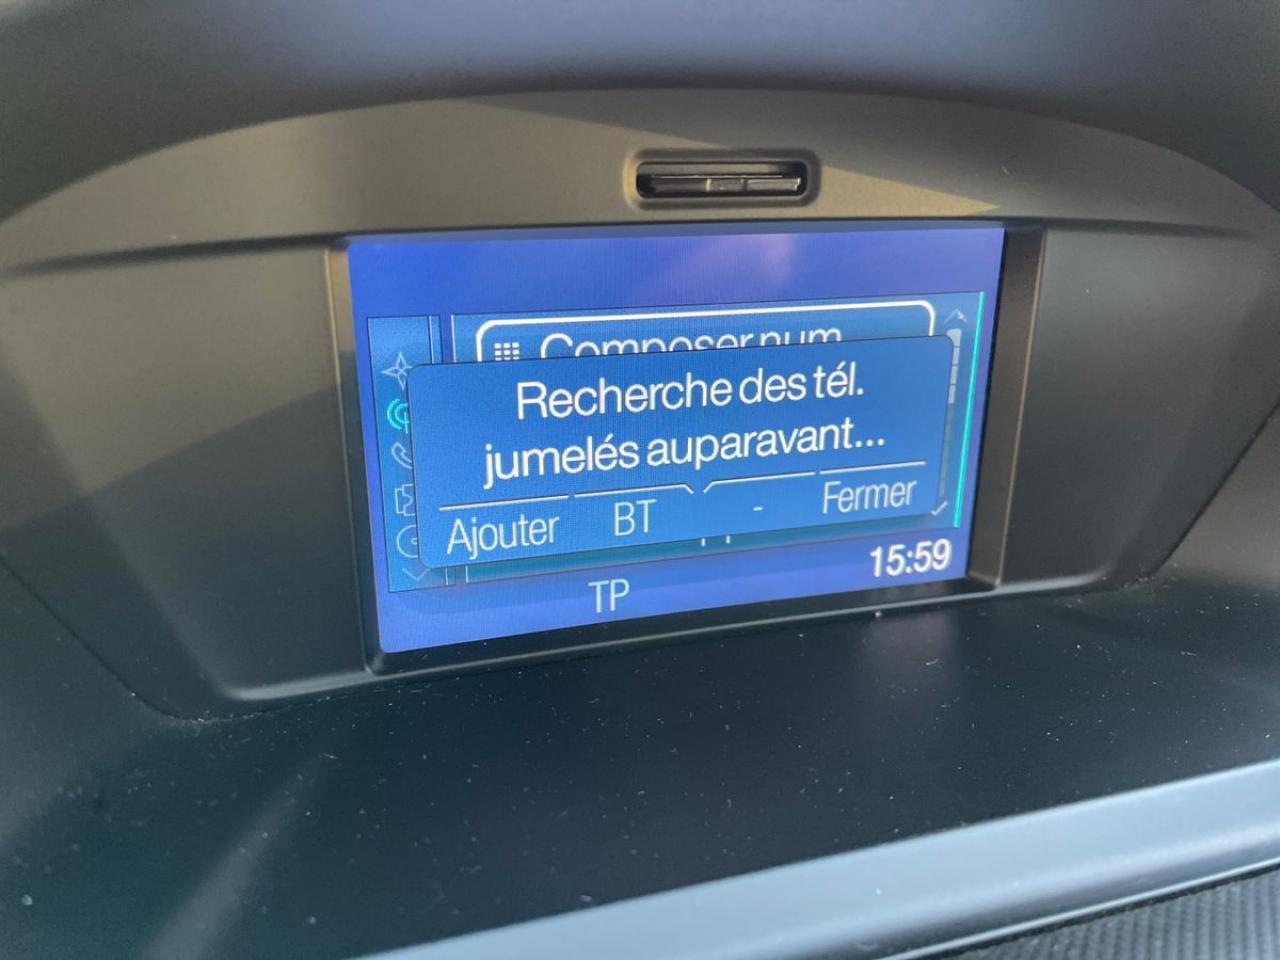 Composer num
Recherche des tél.
jumelés auparavant...
Ajouter BT - Fermer
TP 15:59